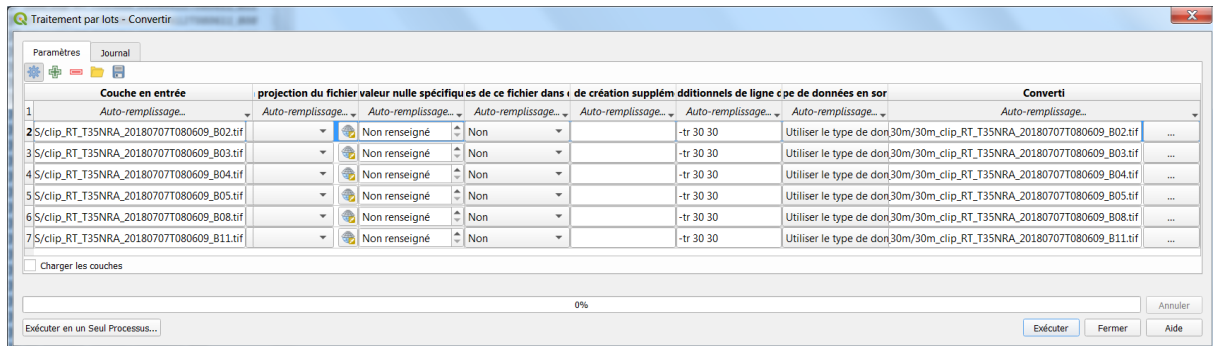 Traitement par lots - Convertir
Paramètres Journal
Couche en entrée projection du fichier valeur nulle spécifiqu es de ce fichier dans de création supplém dditionnels de ligne pe de données en sor Converti
1 Auto-remplissage... Auto-remplissage... Auto-remplissage... Auto-remplissage... Auto-remplissage... Auto-remplissage... Auto-remplissage... Auto-remplissage...
2 S/clip_RT_T35NRA_20180707T080609_B02.tif Non renseigné Non -tr 30 30 Utiliser le type de don 30m/30m_clip_RT_T35NRA_20180707T080609_B02.tif ...
3 S/clip_RT_T35NRA_20180707T080609_B03.tif Non renseigné Non -tr 30 30 Utiliser le type de don 30m/30m_clip_RT_T35NRA_20180707T080609_B03.tif ...
4 S/clip_RT_T35NRA_20180707T080609_B04.tif Non renseigné Non -tr 30 30 Utiliser le type de don 30m/30m_clip_RT_T35NRA_20180707T080609_B04.tif ...
5 S/clip_RT_T35NRA_20180707T080609_B05.tif Non renseigné Non -tr 30 30 Utiliser le type de don 30m/30m_clip_RT_T35NRA_20180707T080609_B05.tif ...
6 S/clip_RT_T35NRA_20180707T080609_B08.tif Non renseigné Non -tr 30 30 Utiliser le type de don 30m/30m_clip_RT_T35NRA_20180707T080609_B08.tif ...
7 S/clip_RT_T35NRA_20180707T080609_B11.tif Non renseigné Non -tr 30 30 Utiliser le type de don 30m/30m_clip_RT_T35NRA_20180707T080609_B11.tif ...
Charger les couches
0% Annuler
Exécuter en un Seul Processus... Exécuter Fermer Aide